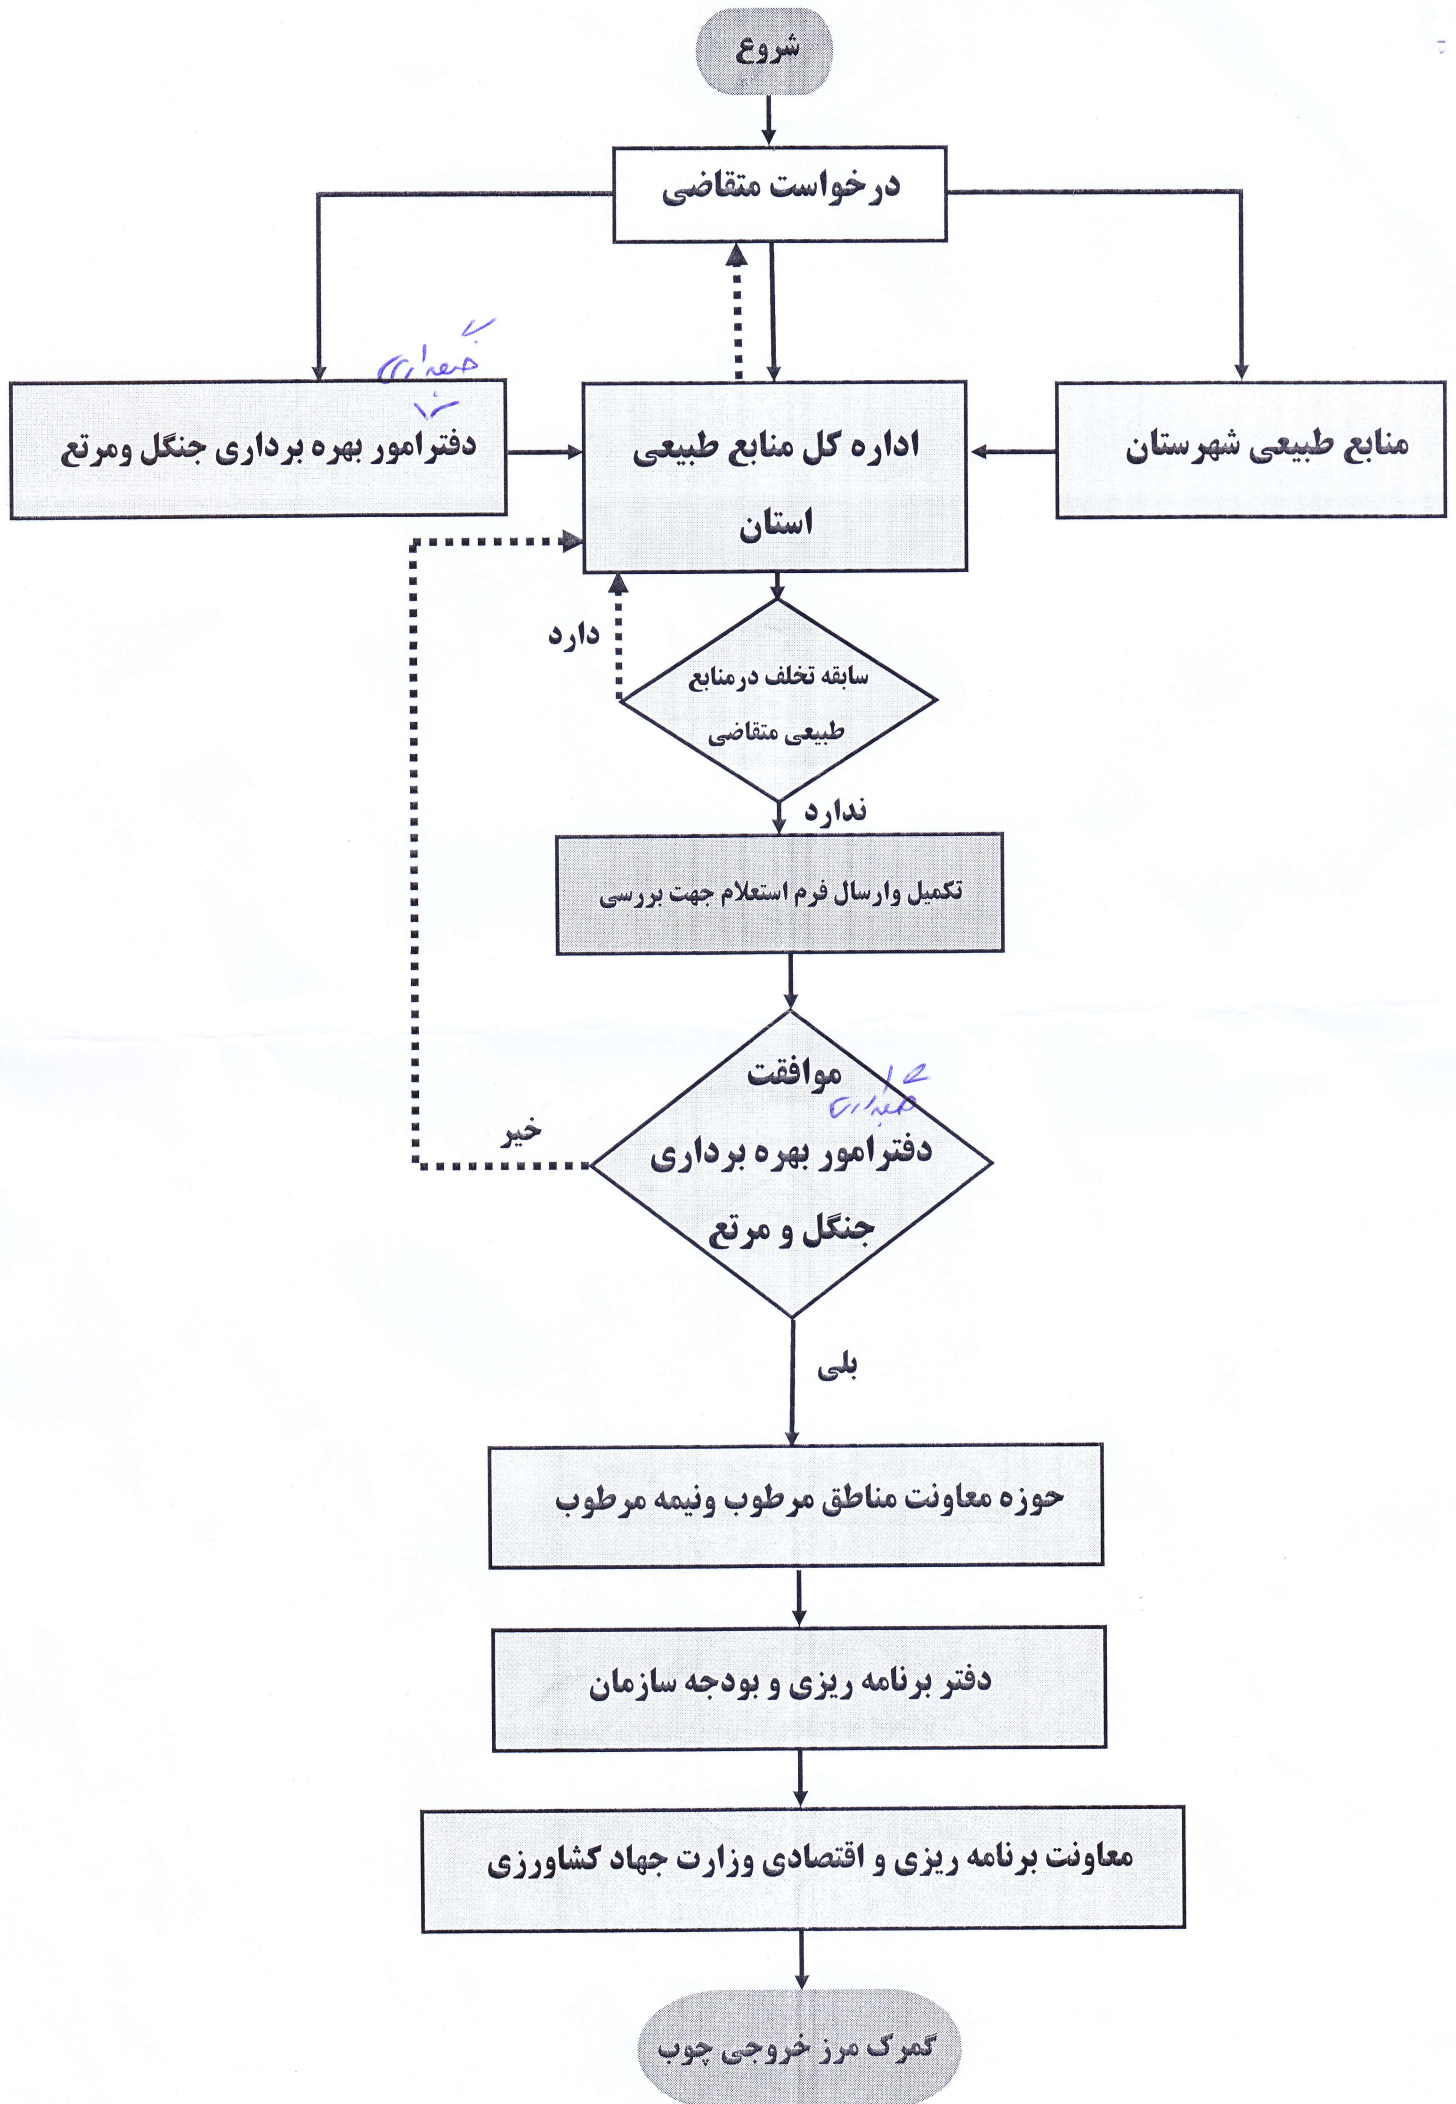 شروع
درخواست متقاضی
منابع طبیعی شهرستان
اداره کل منابع طبیعی
استان
دفترامور بهره برداری جنگل ومرتع
دارد
سابقه تخلف درمنابع
طبیعی متقاضی
ندارد
تکمیل وارسال فرم استعلام جهت بررسی
موافقت
دفترامور بهره برداری
جنگل و مرتع
خیر
بلی
حوزه معاونت مناطق مرطوب ونیمه مرطوب
دفتر برنامه ریزی و بودجه سازمان
معاونت برنامه ریزی و اقتصادی وزارت جهاد کشاورزی
گمرک مرز خروجی چوب